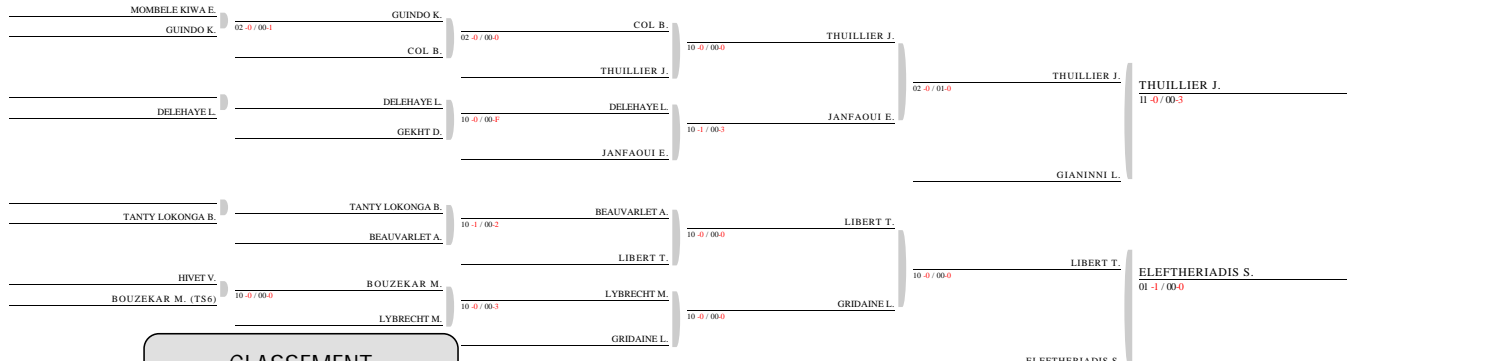 MOMBELE KIWA E.
GUINDO K.
DELEHAYE L.
TANTY LOKONGA B.
HIVET V.
BOUZEKAR M. (TS6)
GUINDO K.
02 -0 / 00-1
COL B.
DELEHAYE L.
GEKHT D.
TANTY LOKONGA B.
BEAUVARLET A.
BOUZEKAR M.
10 -0 / 00-0
LYBRECHT M.
COL B.
02 -0 / 00-0
THUILLIER J.
DELEHAYE L.
10 -0 / 00-F
JANFAOUI E.
BEAUVARLET A.
10 -1 / 00-2
LIBERT T.
LYBRECHT M.
10 -0 / 00-3
GRIDAINE L.
THUILLIER J.
10 -0 / 00-0
JANFAOUI E.
10 -1 / 00-3
LIBERT T.
10 -0 / 00-0
GRIDAINE L.
10 -0 / 00-0
THUILLIER J.
02 -0 / 01-0
GIANINNI L.
LIBERT T.
10 -0 / 00-0
ELEFTHERIADIS S.
THUILLIER J.
11 -0 / 00-3
ELEFTHERIADIS S.
01 -1 / 00-0
CLASSEMENT